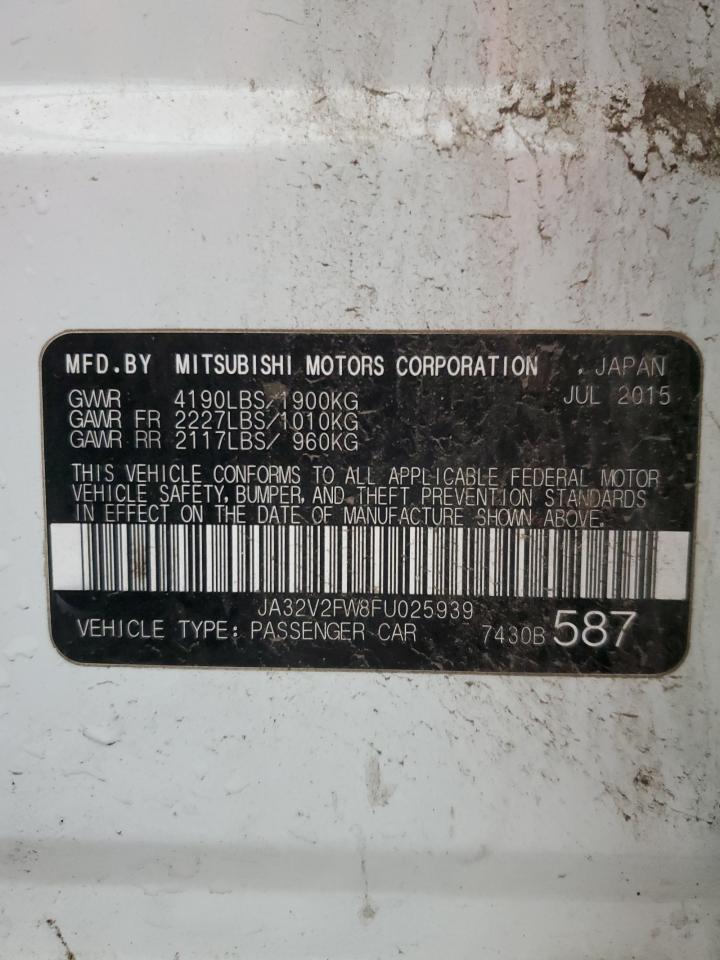 MFD.BY MITSUBISHI MOTORS CORPORATION , JAPAN
GVWR 4190LBS/1900KG JUL 2015
GAWR FR 2227LBS/1010KG
GAWR RR 2117LBS/ 960KG
THIS VEHICLE CONFORMS TO ALL APPLICABLE FEDERAL MOTOR
VEHICLE SAFETY, BUMPER, AND THEFT PREVENTION STANDARDS
IN EFFECT ON THE DATE OF MANUFACTURE SHOWN ABOVE.
JA32V2FW8FU025939
VEHICLE TYPE: PASSENGER CAR 7430B 587